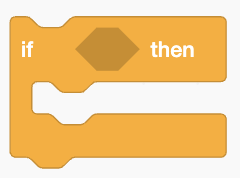 if then